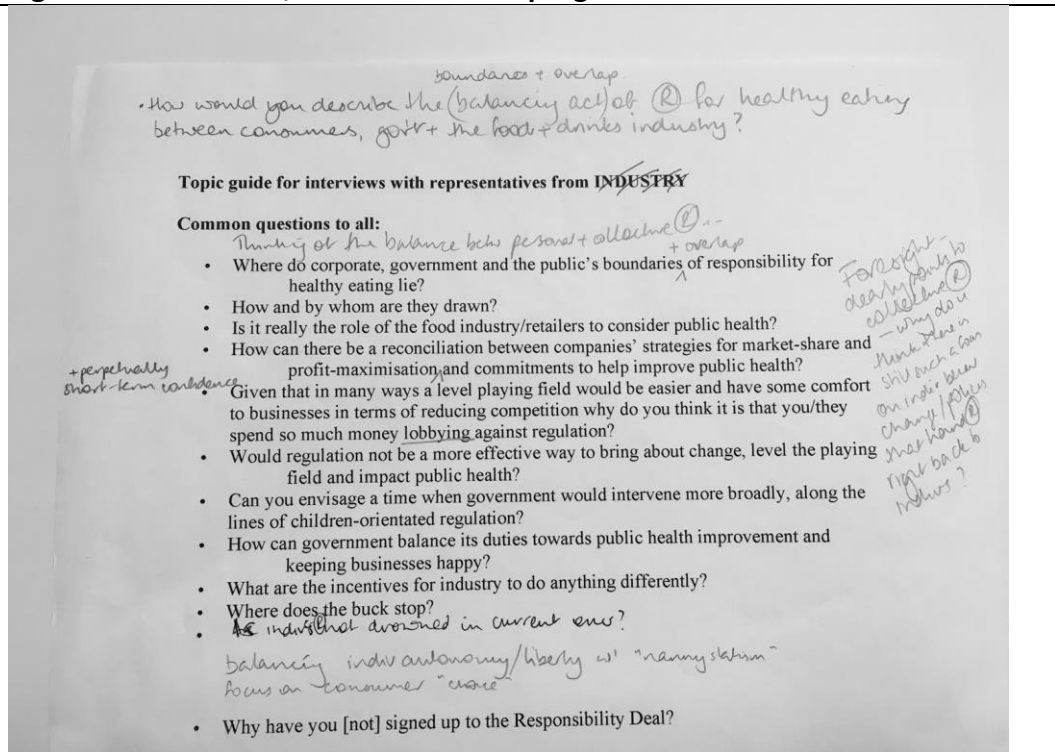 boundaries + overlap
• How would you describe the (balancing act) of Ⓡ for healthy eating
between consumers, gov't + the food + drinks industry?
Topic guide for interviews with representatives from INDUSTRY
Common questions to all:
Thinking of the balance betw personal + collective Ⓡ...
+ overlap
• Where do corporate, government and the public's boundaries of responsibility for
healthy eating lie?
• How and by whom are they drawn?
• Is it really the role of the food industry/retailers to consider public health?
• How can there be a reconciliation between companies' strategies for market-share and
profit-maximisation and commitments to help improve public health?
+ perpetually
short-term confidence
• Given that in many ways a level playing field would be easier and have some comfort
to businesses in terms of reducing competition why do you think it is that you/they
spend so much money lobbying against regulation?
• Would regulation not be a more effective way to bring about change, level the playing
field and impact public health?
• Can you envisage a time when government would intervene more broadly, along the
lines of children-orientated regulation?
• How can government balance its duties towards public health improvement and
keeping businesses happy?
• What are the incentives for industry to do anything differently?
• Where does the buck stop?
• indiv Ⓡ not drowned in current env?
balancing indiv autonomy/liberty w' "nanny statism"
focus on consumer "choice"
• Why have you [not] signed up to the Responsibility Deal?
Foresight -
clearly points to
collective Ⓡ
- why do u
think there is
still such a focus
on indiv behav
change/policies
that hand Ⓡ
right back to
indivs?